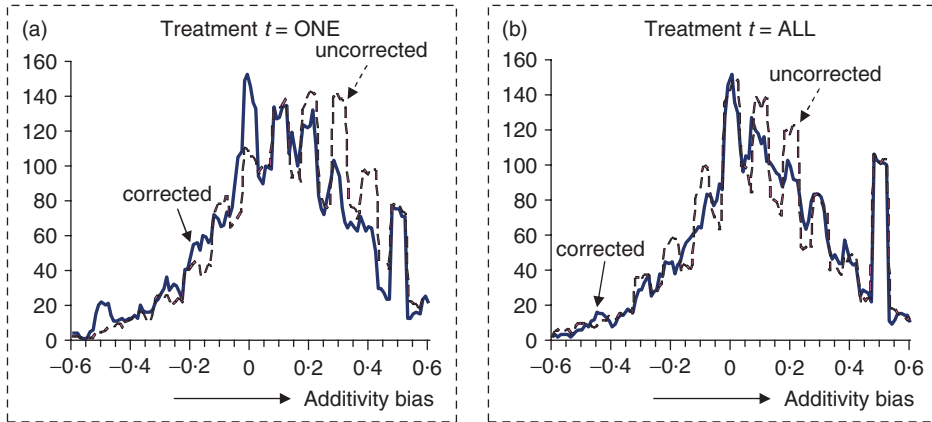 (a) Treatment t = ONE
uncorrected
160
140
120
100
corrected
80
60
40
20
0
−0·6 −0·4 −0·2 0 0·2 0·4 0·6
Additivity bias
(b) Treatment t = ALL
160
uncorrected
140
120
100
80
60
corrected
40
20
0
−0·6 −0·4 −0·2 0 0·2 0·4 0·6
Additivity bias